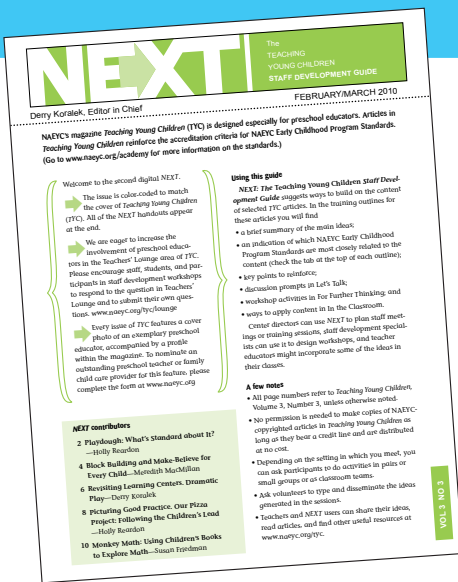 NEXT
The
TEACHING
YOUNG CHILDREN
STAFF DEVELOPMENT GUIDE
Derry Koralek, Editor in Chief
FEBRUARY/MARCH 2010
NAEYC's magazine Teaching Young Children (TYC) is designed especially for preschool educators. Articles in
Teaching Young Children reinforce the accreditation criteria for NAEYC Early Childhood Program Standards.
(Go to www.naeyc.org/academy for more information on the standards.)
Welcome to the second digital NEXT.
The issue is color-coded to match
the cover of Teaching Young Children
(TYC). All of the NEXT handouts appear
at the end.
We are eager to increase the
involvement of preschool educa-
tors in the Teachers' Lounge area of TYC.
Please encourage staff, students, and par-
ticipants in staff development workshops
to respond to the question in Teachers'
Lounge and to submit their own ques-
tions. www.naeyc.org/tyc/lounge
Every issue of TYC features a cover
photo of an exemplary preschool
educator, accompanied by a profile
within the magazine. To nominate an
outstanding preschool teacher or family
child care provider for this feature, please
complete the form at www.naeyc.org
NEXT contributors
2 Playdough: What's Standard about It?
—Holly Reardon
4 Block Building and Make-Believe for
Every Child—Meredith MacMillan
6 Revisiting Learning Centers, Dramatic
Play—Derry Koralek
8 Picturing Good Practice. Our Pizza
Project: Following the Children's Lead
—Holly Reardon
10 Monkey Math: Using Children's Books
to Explore Math—Susan Friedman
Using this guide
NEXT: The Teaching Young Children Staff Devel-
opment Guide suggests ways to build on the content
of selected TYC articles. In the training outlines for
these articles you will find
• a brief summary of the main ideas;
• an indication of which NAEYC Early Childhood
Program Standards are most closely related to the
content (check the tab at the top of each outline);
• key points to reinforce;
• discussion prompts in Let's Talk;
• workshop activities in For Further Thinking; and
• ways to apply content in In the Classroom.
Center directors can use NEXT to plan staff meet-
ings or training sessions, staff development special-
ists can use it to design workshops, and teacher
educators might incorporate some of the ideas in
their classes.
A few notes
• All page numbers refer to Teaching Young Children,
Volume 3, Number 3, unless otherwise noted.
• No permission is needed to make copies of NAEYC-
copyrighted articles in Teaching Young Children as
long as they bear a credit line and are distributed
at no cost.
• Depending on the setting in which you meet, you
can ask participants to do activities in pairs or
small groups or as classroom teams.
• Ask volunteers to type and disseminate the ideas
generated in the sessions.
• Teachers and NEXT users can share their ideas,
read articles, and find other useful resources at
www.naeyc.org/tyc.
VOL 3 NO 3